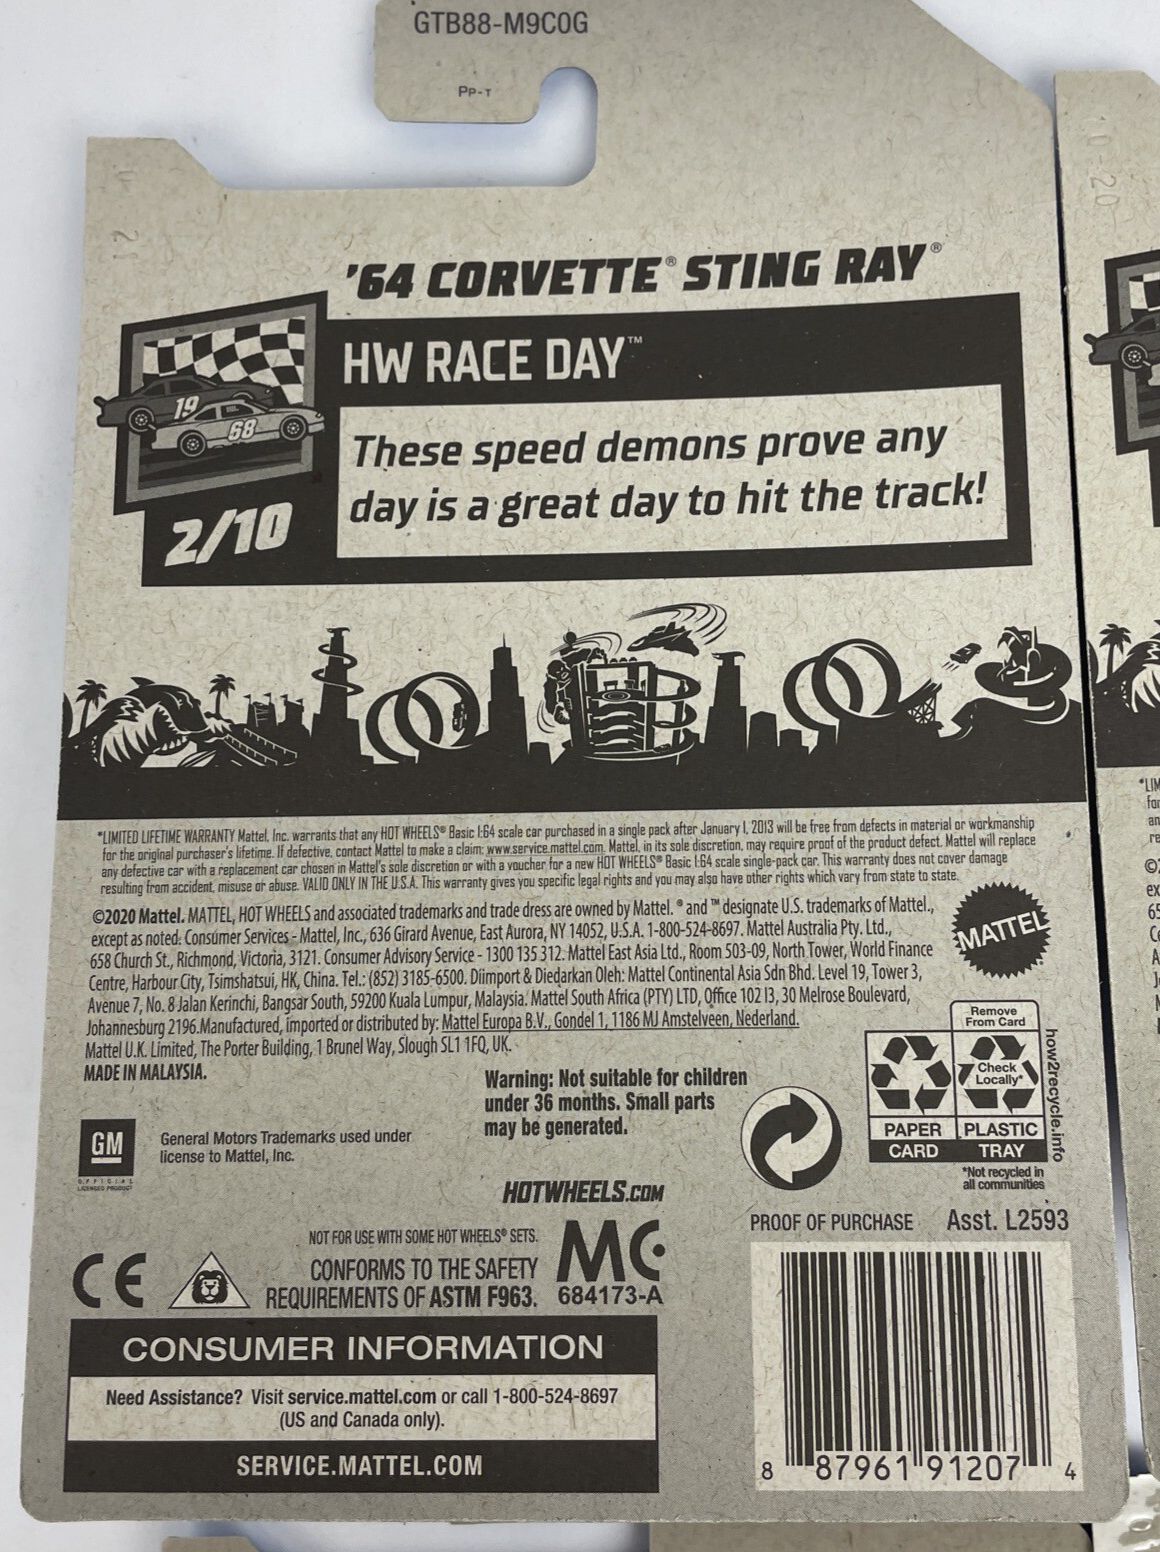 GTB88-M9C0G
PP-T
'64 CORVETTE® STING RAY®
HW RACE DAY™
19
68
These speed demons prove any
day is a great day to hit the track!
2/10
*LIMITED LIFETIME WARRANTY Mattel, Inc. warrants that any HOT WHEELS® Basic 1:64 scale car purchased in a single pack after January 1, 2013 will be free from defects in material or workmanship
for the original purchaser's lifetime. If defective, contact Mattel to make a claim: www.service.mattel.com. Mattel, in its sole discretion, may require proof of the product defect. Mattel will replace
any defective car with a replacement car chosen in Mattel's sole discretion or with a voucher for a new HOT WHEELS® Basic 1:64 scale single-pack car. This warranty does not cover damage
resulting from accident, misuse or abuse. VALID ONLY IN THE U.S.A. This warranty gives you specific legal rights and you may also have other rights which vary from state to state.
©2020 Mattel. MATTEL, HOT WHEELS and associated trademarks and trade dress are owned by Mattel. ® and ™ designate U.S. trademarks of Mattel.,
except as noted. Consumer Services - Mattel, Inc., 636 Girard Avenue, East Aurora, NY 14052, U.S.A. 1-800-524-8697. Mattel Australia Pty. Ltd.,
658 Church St., Richmond, Victoria, 3121. Consumer Advisory Service - 1300 135 312. Mattel East Asia Ltd., Room 503-09, North Tower, World Finance
Centre, Harbour City, Tsimshatsui, HK, China. Tel.: (852) 3185-6500. Diimport & Diedarkan Oleh: Mattel Continental Asia Sdn Bhd. Level 19, Tower 3,
Avenue 7, No. 8 Jalan Kerinchi, Bangsar South, 59200 Kuala Lumpur, Malaysia. Mattel South Africa (PTY) LTD, Office 102 I3, 30 Melrose Boulevard,
Johannesburg 2196.Manufactured, imported or distributed by: Mattel Europa B.V., Gondel 1, 1186 MJ Amstelveen, Nederland.
Mattel U.K. Limited, The Porter Building, 1 Brunel Way, Slough SL1 1FQ, UK.
MADE IN MALAYSIA.
MATTEL
Remove
From Card
Check
Locally*
PAPER
CARD
PLASTIC
TRAY
how2recycle.info
*Not recycled in
all communities
Warning: Not suitable for children
under 36 months. Small parts
may be generated.
GM
OFFICIAL
LICENSED PRODUCT
General Motors Trademarks used under
license to Mattel, Inc.
HOTWHEELS.COM
NOT FOR USE WITH SOME HOT WHEELS® SETS.
CONFORMS TO THE SAFETY
REQUIREMENTS OF ASTM F963.
CE
MC
684173-A
PROOF OF PURCHASE
Asst. L2593
CONSUMER INFORMATION
Need Assistance? Visit service.mattel.com or call 1-800-524-8697
(US and Canada only).
SERVICE.MATTEL.COM
8 87961 91207 4